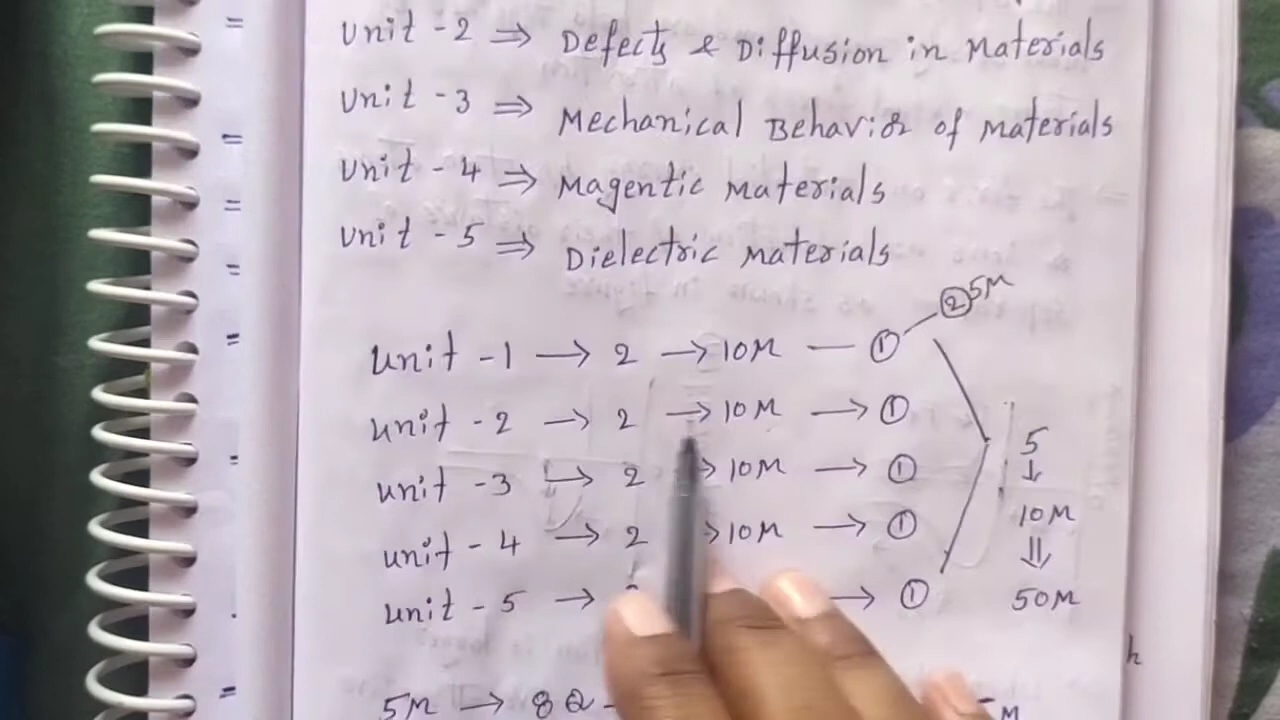 Unit - 2 ⇒ Defects & Diffusion in Materials
Unit - 3 ⇒ Mechanical Behavior of Materials
Unit - 4 ⇒ Magentic Materials
Unit - 5 ⇒ Dielectric Materials
② 5M
Unit - 1 → 2 → 10M — ①
Unit - 2 → 2 → 10M → ①
Unit - 3 → 2 → 10M → ①
Unit - 4 → 2 → 10M → ①
Unit - 5 → → ①
5
↓
10M
⇓
50M
5M → 8Q -